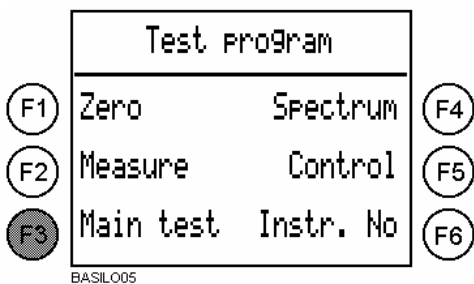 Test program
F1 Zero Spectrum F4
F2 Measure Control F5
F3 Main test Instr. No F6
BASILO05